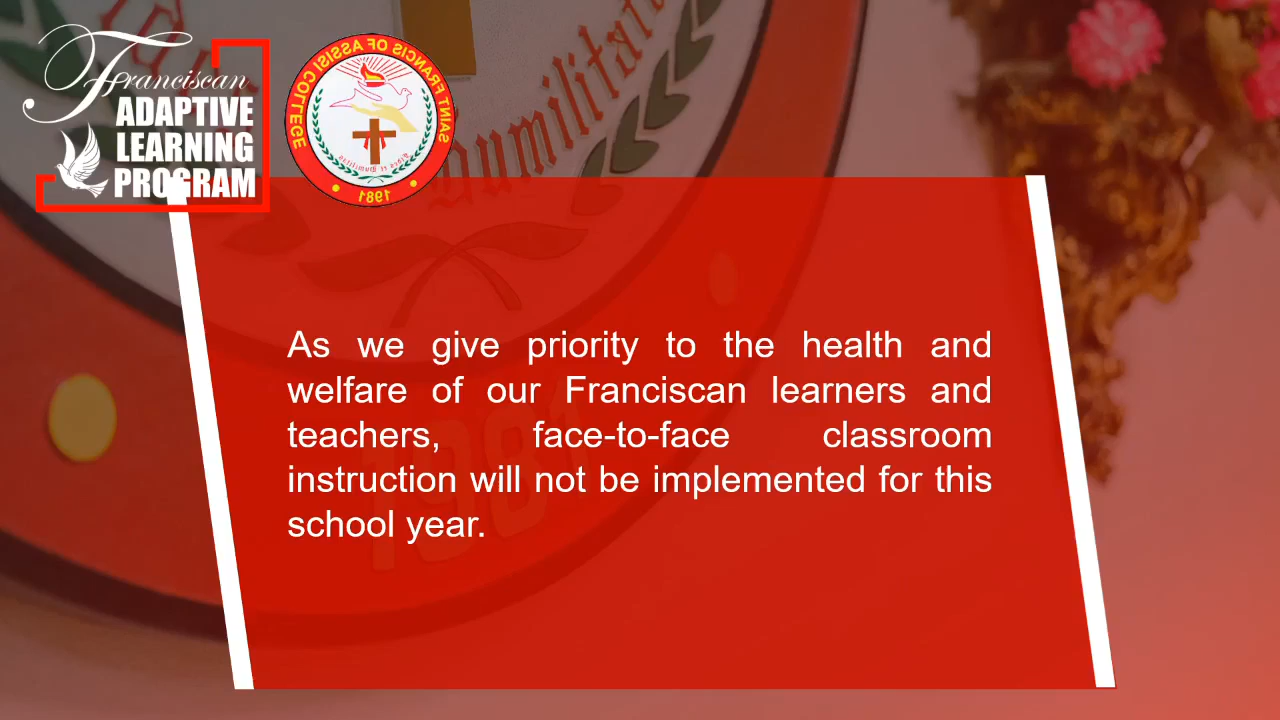 Franciscan
ADAPTIVE
LEARNING
PROGRAM
SAINT FRANCIS OF ASSISI COLLEGE
1981
Humilitas
As we give priority to the health and
welfare of our Franciscan learners and
teachers, face-to-face classroom
instruction will not be implemented for this
school year.
1981